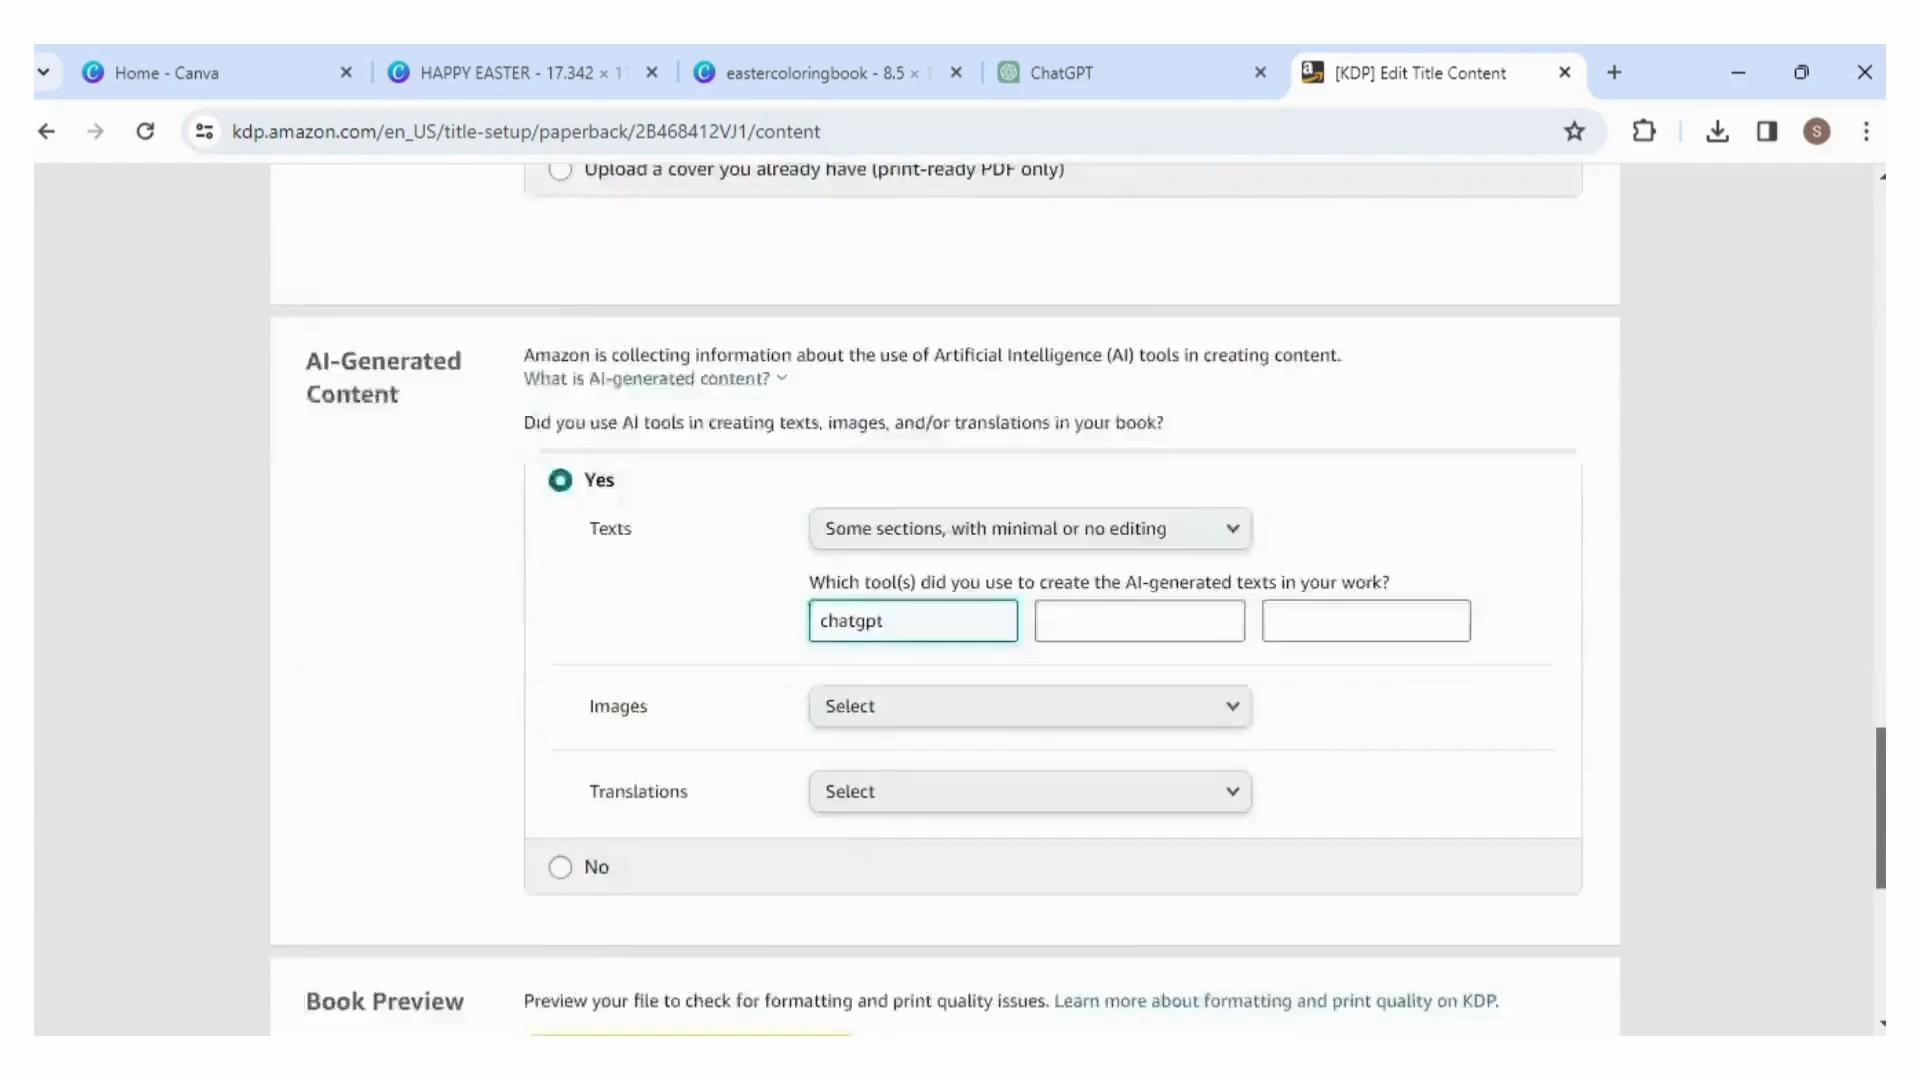 Home - Canva
HAPPY EASTER - 17.342 × 1
eastercoloringbook - 8.5 ×
ChatGPT
[KDP] Edit Title Content
kdp.amazon.com/en_US/title-setup/paperback/2B468412VJ1/content
S
Upload a cover you already have (print-ready PDF only)
AI-Generated
Content
Amazon is collecting information about the use of Artificial Intelligence (AI) tools in creating content.
What is AI-generated content?
Did you use AI tools in creating texts, images, and/or translations in your book?
Yes
Texts
Some sections, with minimal or no editing
Which tool(s) did you use to create the AI-generated texts in your work?
chatgpt
Images
Select
Translations
Select
No
Book Preview
Preview your file to check for formatting and print quality issues. Learn more about formatting and print quality on KDP.